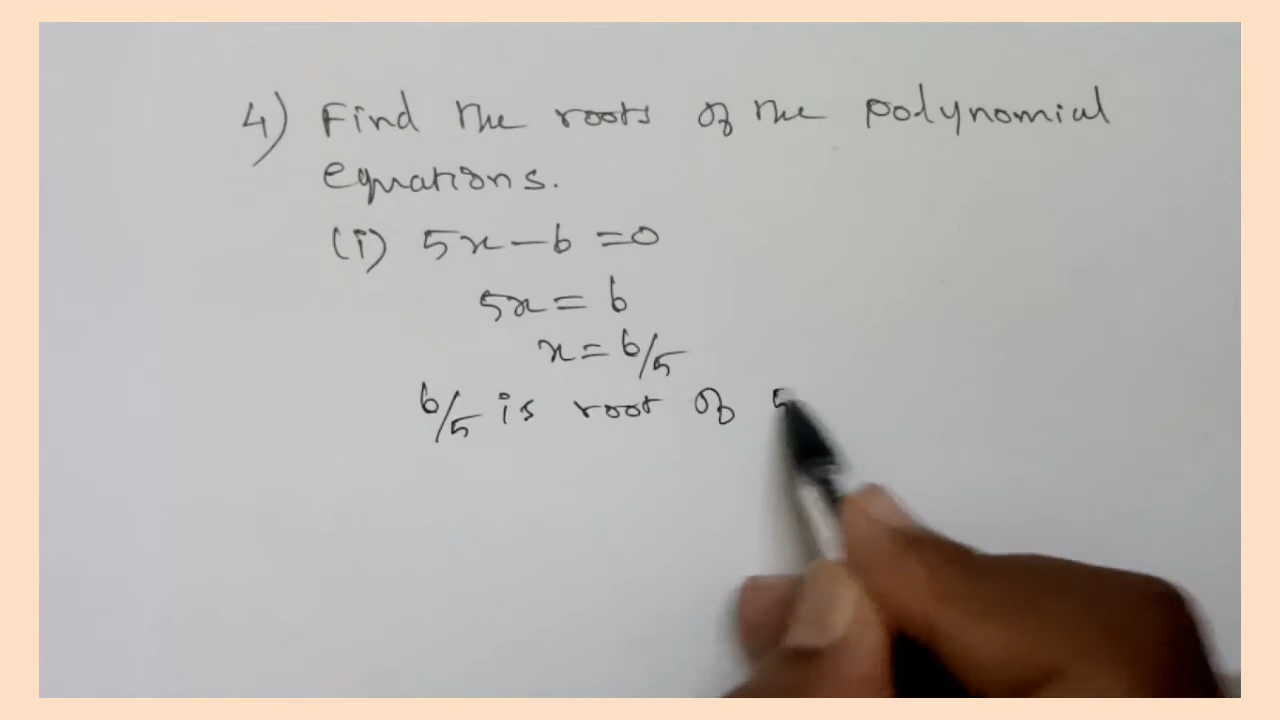 4) Find the roots of the polynomial
equations.
(i) 5x - 6 = 0
5x = 6
x = 6/5
6/5 is root of 5